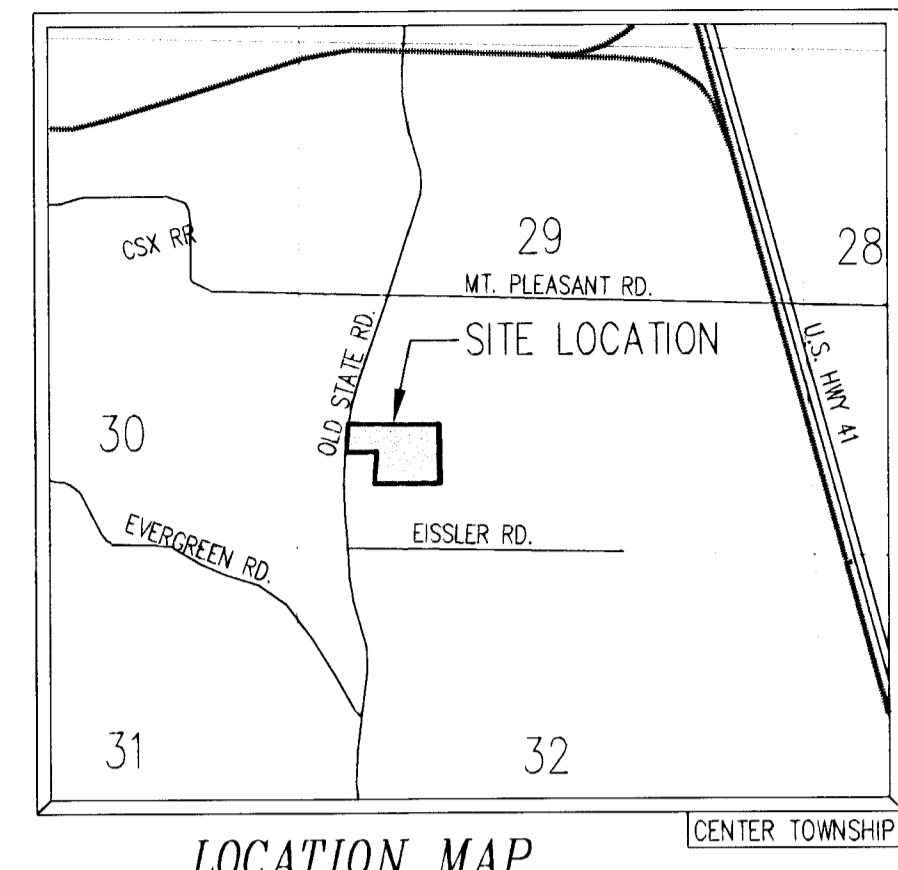 29
28
CSX RR
MT. PLEASANT RD.
OLD STATE RD.
SITE LOCATION
U.S. HWY 41
30
EVERGREEN RD.
EISSLER RD.
31
32
CENTER TOWNSHIP
LOCATION MAP